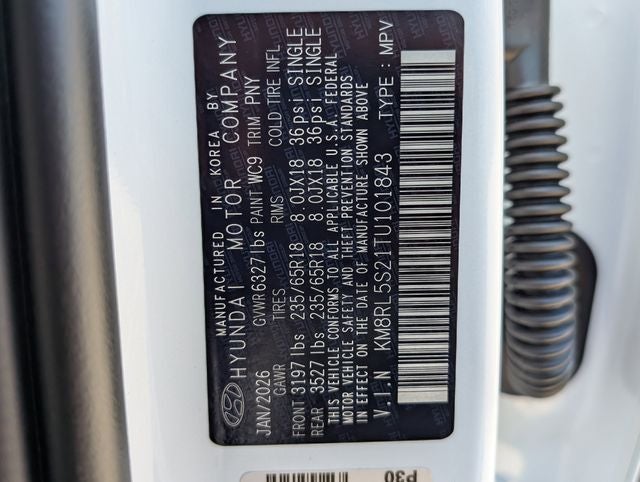 MANUFACTURED IN KOREA BY
HYUNDAI MOTOR COMPANY
JAN/2026 GVWR 6327lbs PAINT WC9 TRIM PNY
GAWR TIRES RIMS COLD TIRE INFL.
FRONT 3197lbs 235/65R18 8.0JX18 36psi SINGLE
REAR 3527lbs 235/65R18 8.0JX18 36psi SINGLE
THIS VEHICLE CONFORMS TO ALL APPLICABLE U.S.A. FEDERAL
MOTOR VEHICLE SAFETY AND THEFT PREVENTION STANDARDS
IN EFFECT ON THE DATE OF MANUFACTURE SHOWN ABOVE
V.I.N KM8RL5S21TU101843 TYPE : MPV
P30